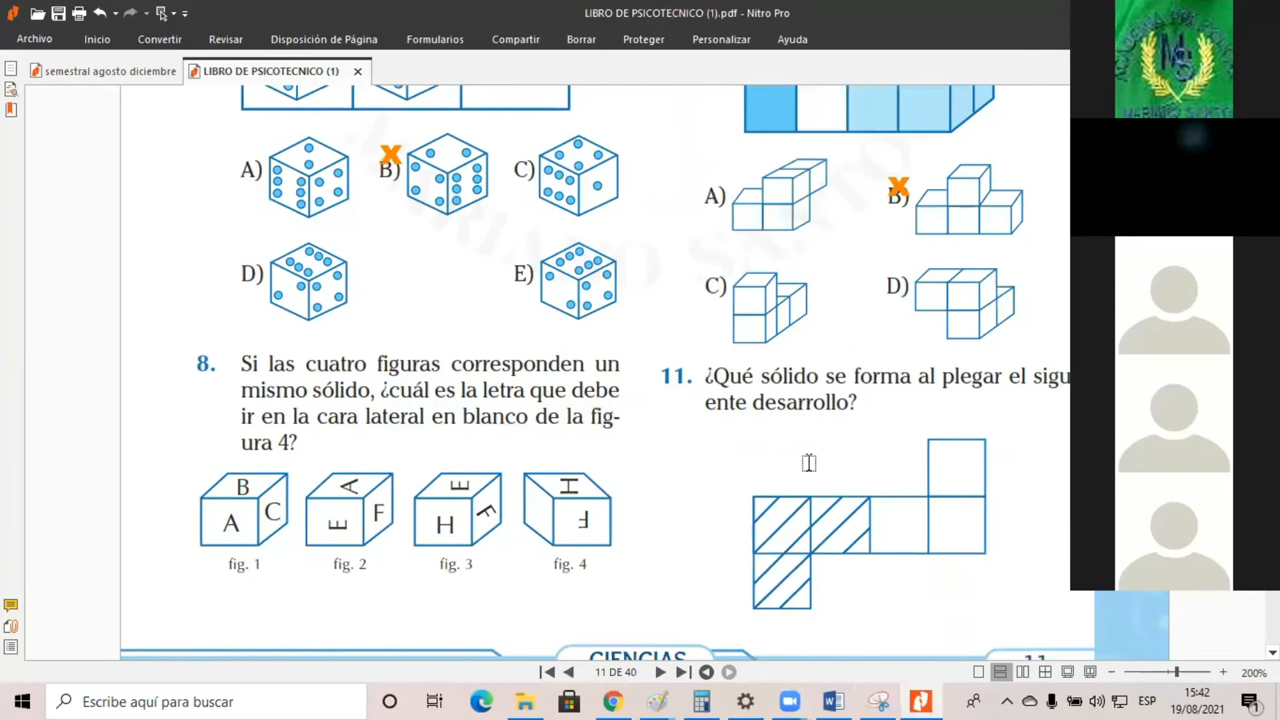 LIBRO DE PSICOTECNICO (1).pdf - Nitro Pro
Archivo Inicio Convertir Revisar Disposición de Página Formularios Compartir Borrar Proteger Personalizar Ayuda
semestral agosto diciembre LIBRO DE PSICOTECNICO (1)
A) B) C)
D) E)
8. Si las cuatro figuras corresponden un
mismo sólido, ¿cuál es la letra que debe
ir en la cara lateral en blanco de la fig-
ura 4?
B
A C
A
E F
E
H F
H
F
fig. 1 fig. 2 fig. 3 fig. 4
A) B)
C) D)
11. ¿Qué sólido se forma al plegar el sigu
ente desarrollo?
CIENCIAS
11
11 DE 40
200%
Escribe aquí para buscar
ESP
15:42
19/08/2021